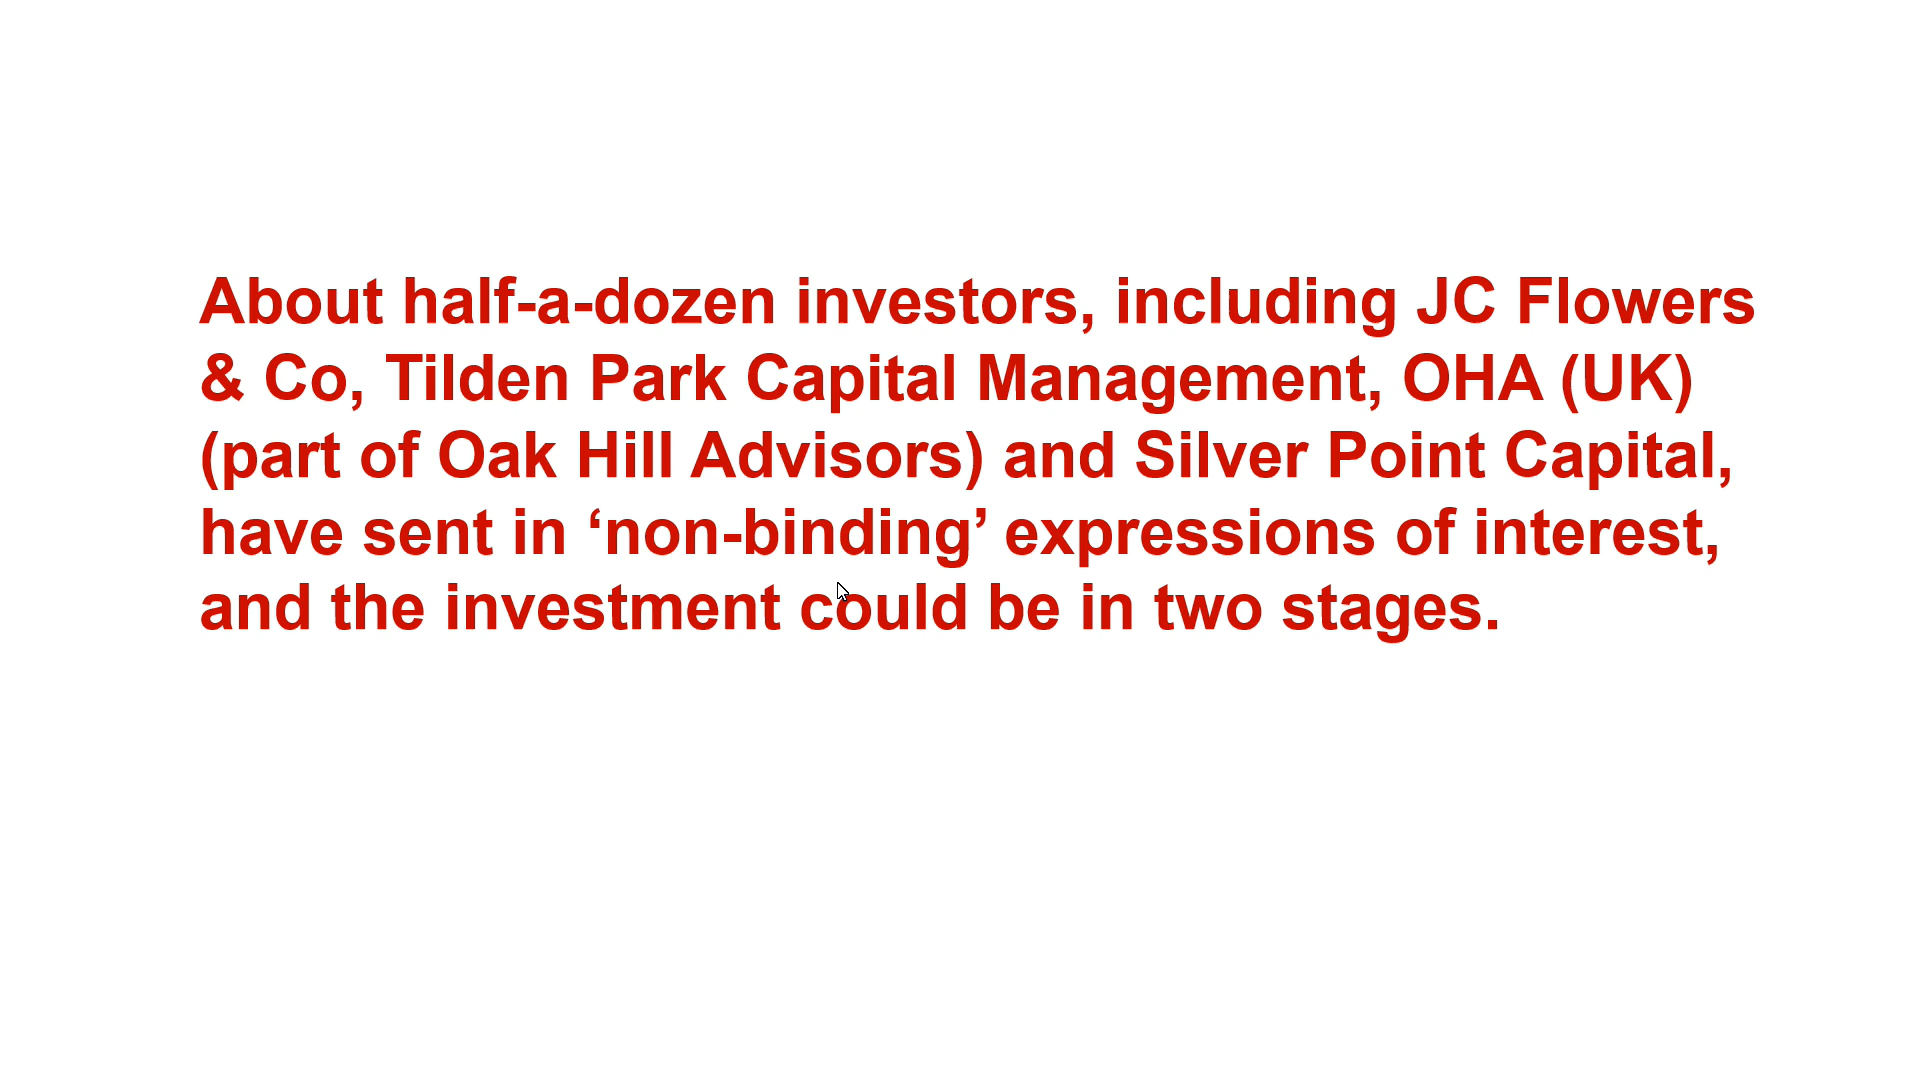 About half-a-dozen investors, including JC Flowers
& Co, Tilden Park Capital Management, OHA (UK)
(part of Oak Hill Advisors) and Silver Point Capital,
have sent in ‘non-binding’ expressions of interest,
and the investment could be in two stages.